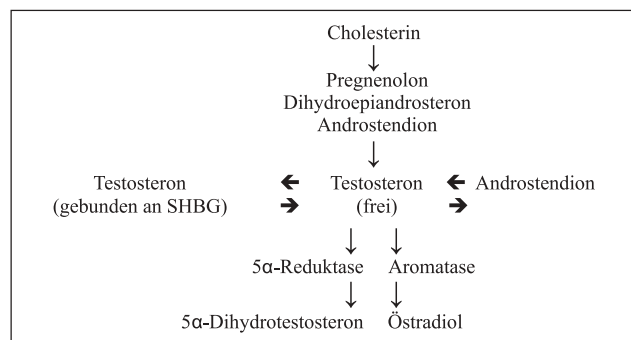 Cholesterin
↓
Pregnenolon
Dihydroepiandrosteron
Androstendion
↓
Testosteron ← Testosteron ← Androstendion
(gebunden an SHBG) → (frei) →
↓ ↓
5α-Reduktase Aromatase
↓ ↓
5α-Dihydrotestosteron Östradiol